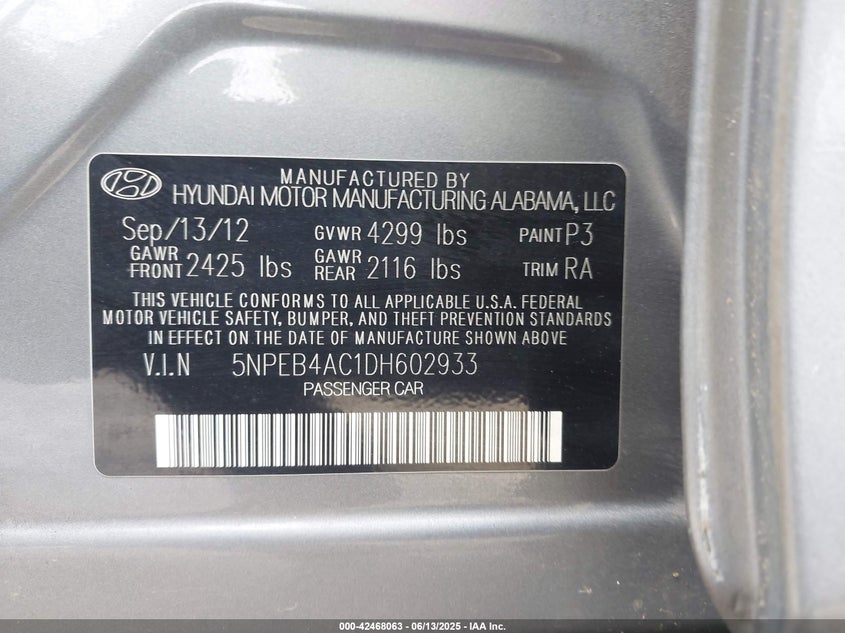 MANUFACTURED BY
HYUNDAI MOTOR MANUFACTURING ALABAMA, LLC
Sep/13/12 GVWR 4299 lbs PAINT P3
GAWR FRONT 2425 lbs GAWR REAR 2116 lbs TRIM RA
THIS VEHICLE CONFORMS TO ALL APPLICABLE U.S.A. FEDERAL
MOTOR VEHICLE SAFETY, BUMPER, AND THEFT PREVENTION STANDARDS
IN EFFECT ON THE DATE OF MANUFACTURE SHOWN ABOVE
V.I.N 5NPEB4AC1DH602933
PASSENGER CAR
000-42468063 - 06/13/2025 - IAA Inc.